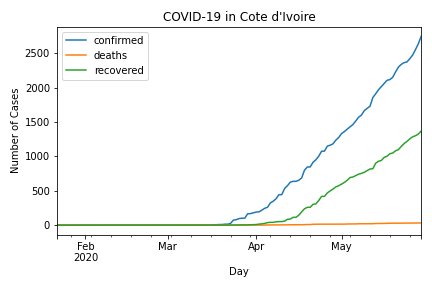 COVID-19 in Cote d'Ivoire
confirmed
deaths
recovered
2500
2000
1500
1000
500
0
Number of Cases
Feb
2020
Mar
Apr
May
Day